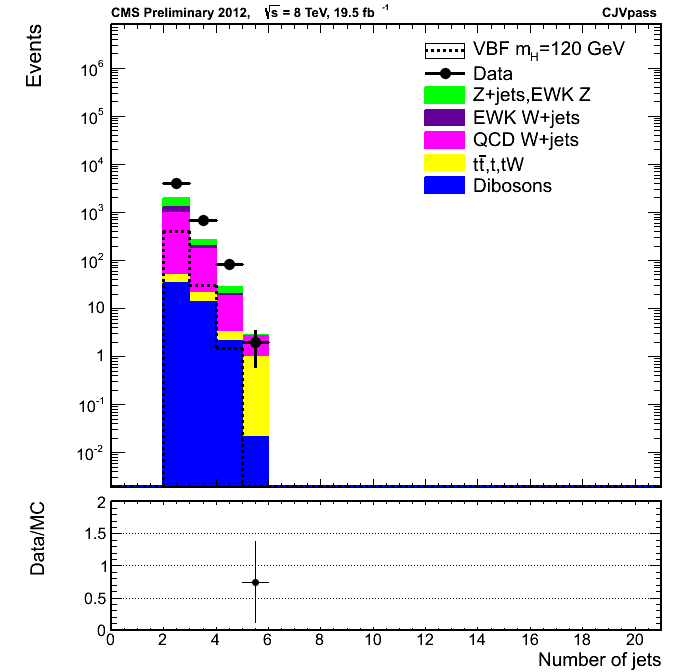 CMS Preliminary 2012, √s = 8 TeV, 19.5 fb⁻¹ CJVpass
Events
10⁶
10⁵
10⁴
10³
10²
10
1
10⁻¹
10⁻²
VBF m_H=120 GeV
Data
Z+jets,EWK Z
EWK W+jets
QCD W+jets
tt̄,t,tW
Dibosons
Data/MC
2
1.5
1
0.5
0
0 2 4 6 8 10 12 14 16 18 20
Number of jets